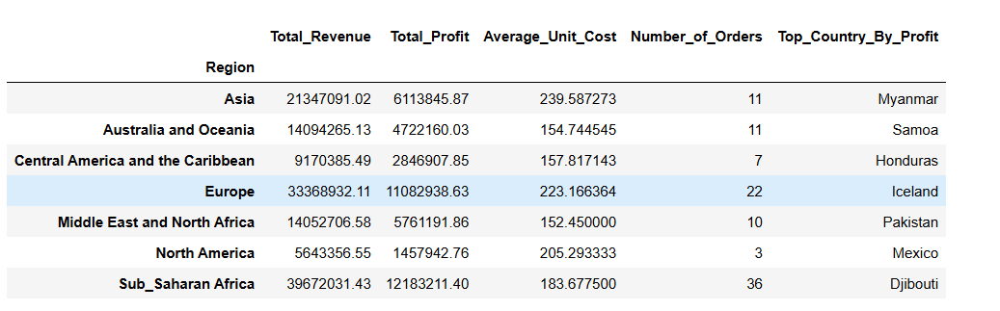 Total_Revenue Total_Profit Average_Unit_Cost Number_of_Orders Top_Country_By_Profit
Region
Asia 21347091.02 6113845.87 239.587273 11 Myanmar
Australia and Oceania 14094265.13 4722160.03 154.744545 11 Samoa
Central America and the Caribbean 9170385.49 2846907.85 157.817143 7 Honduras
Europe 33368932.11 11082938.63 223.166364 22 Iceland
Middle East and North Africa 14052706.58 5761191.86 152.450000 10 Pakistan
North America 5643356.55 1457942.76 205.293333 3 Mexico
Sub_Saharan Africa 39672031.43 12183211.40 183.677500 36 Djibouti